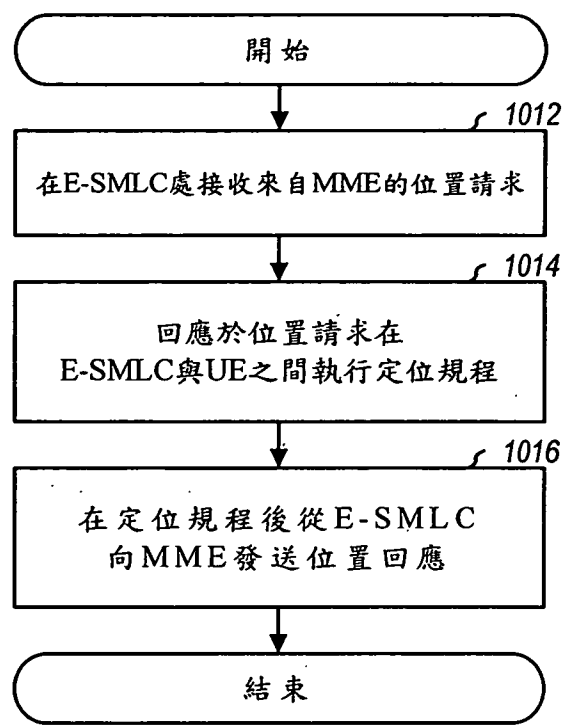 開始
1012
在E-SMLC處接收來自MME的位置請求
1014
回應於位置請求在
E-SMLC與UE之間執行定位規程
1016
在定位規程後從E-SMLC
向MME發送位置回應
結束